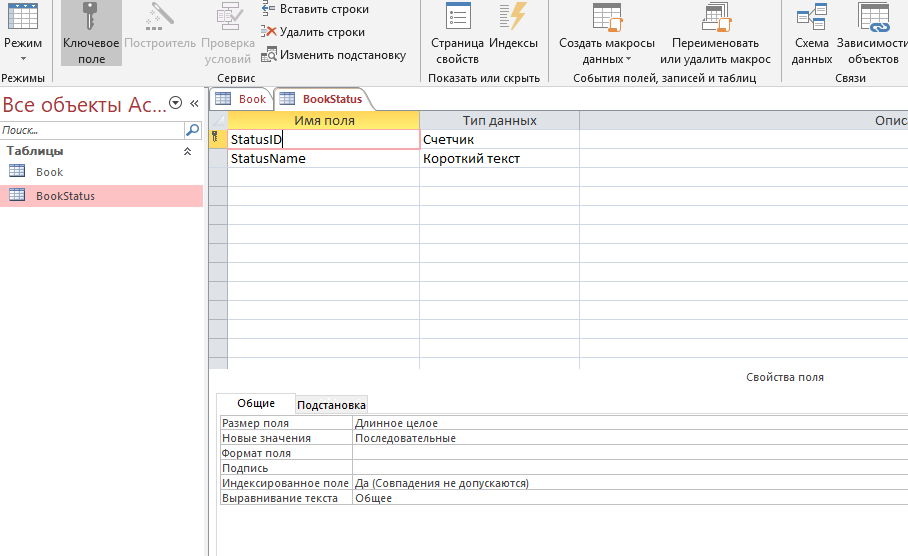 Режим
Ключевое поле
Построитель
Проверка условий
Вставить строки
Удалить строки
Изменить подстановку
Страница свойств
Индексы
Создать макросы данных
Переименовать или удалить макрос
Схема данных
Зависимости объектов
Режимы
Сервис
Показать или скрыть
События полей, записей и таблиц
Связи
Все объекты Ac...
Поиск...
Таблицы
Book
BookStatus
Book
BookStatus
Имя поля
Тип данных
Опис
StatusID
Счетчик
StatusName
Короткий текст
Свойства поля
Общие
Подстановка
Размер поля
Длинное целое
Новые значения
Последовательные
Формат поля
Подпись
Индексированное поле
Да (Совпадения не допускаются)
Выравнивание текста
Общее